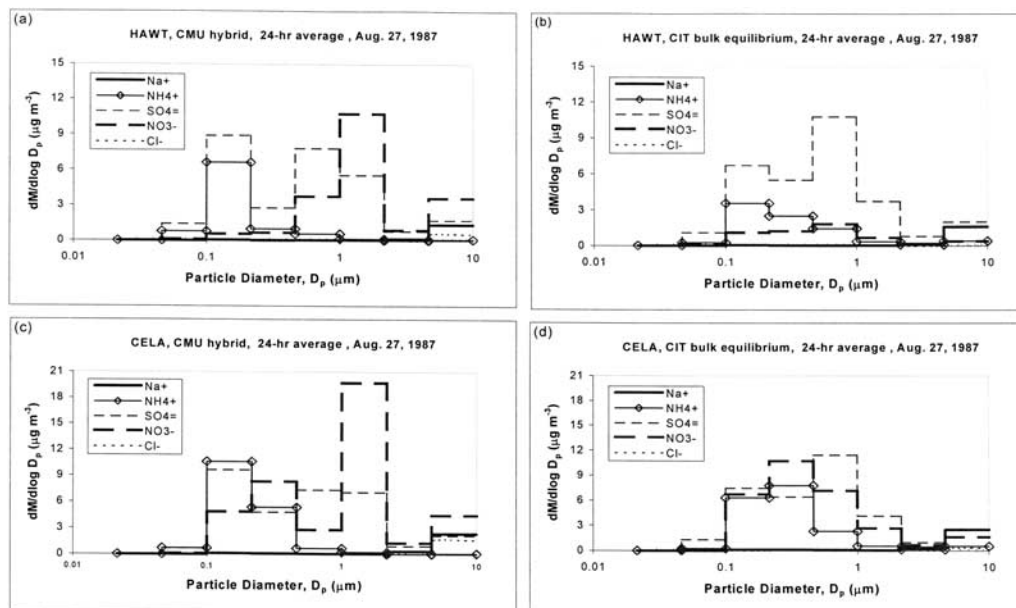 (a)
HAWT, CMU hybrid, 24-hr average , Aug. 27, 1987
dM/dlog Dp (µg m-3)
15
12
9
6
3
0
Na+
NH4+
SO4=
NO3-
Cl-
0.01
0.1
1
10
Particle Diameter, Dp (µm)
(b)
HAWT, CIT bulk equilibrium, 24-hr average, Aug. 27, 1987
dM/dlog Dp (µg m-3)
15
12
9
6
3
0
Na+
NH4+
SO4=
NO3-
Cl-
0.01
0.1
1
10
Particle Diameter, Dp (µm)
(c)
CELA, CMU hybrid, 24-hr average , Aug. 27, 1987
dM/dlog Dp (µg m-3)
21
18
15
12
9
6
3
0
Na+
NH4+
SO4=
NO3-
Cl-
0.01
0.1
1
10
Particle Diameter, Dp (µm)
(d)
CELA, CIT bulk equilibrium, 24-hr average, Aug. 27, 1987
dM/dlog Dp (µg m-3)
21
18
15
12
9
6
3
0
Na+
NH4+
SO4=
NO3-
Cl-
0.01
0.1
1
10
Particle Diameter, Dp (µm)